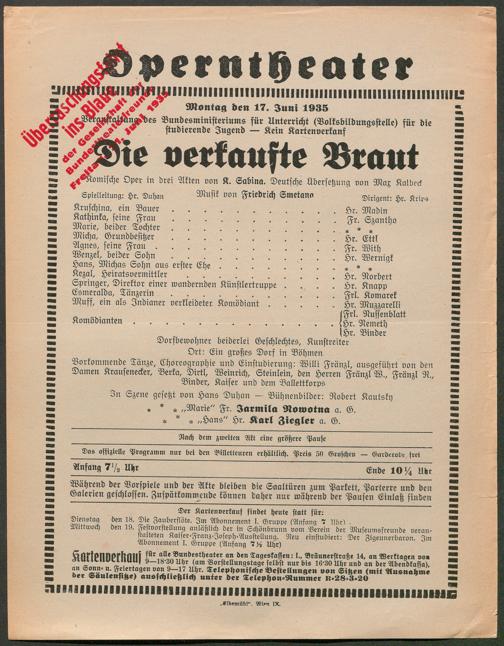 Operntheater
Überraschungsfahrt
ins Blaue
der Gesellschaft der
Bundestheaterfreunde
Montag den 17. Juni 1935
Veranstaltung des Bundesministeriums für Unterricht (Volksbildungsstelle) für die
studierende Jugend — Kein Kartenverkauf
Die verkaufte Braut
Komische Oper in drei Akten von K. Sabina. Deutsche Übersetzung von Max Kalbeck
Spielleitung: Hr. Duhan Musik von Friedrich Smetana Dirigent: Hr. Krips
Kruschina, ein Bauer . . . . . . . . . . Hr. Madin
Kathinka, seine Frau . . . . . . . . . . Fr. Szantho
Marie, beider Tochter . . . . . . . . . . * * *
Micha, Grundbesitzer . . . . . . . . . . Hr. Ettl
Agnes, seine Frau . . . . . . . . . . Fr. With
Wenzel, beider Sohn . . . . . . . . . . Hr. Wernigk
Hans, Michas Sohn aus erster Ehe . . . . . . . * * *
Kezal, Heiratsvermittler . . . . . . . . . Hr. Norbert
Springer, Direktor einer wandernden Künstlertruppe . . . . Hr. Knapp
Esmeralda, Tänzerin . . . . . . . . . . Frl. Komarek
Muff, ein als Indianer verkleideter Komödiant . . . . . Hr. Muzzarelli
Komödianten . . . . . . . . . . Frl. Nussenblatt
Hr. Nemeth
Hr. Binder
Dorfbewohner beiderlei Geschlechtes, Kunstreiter
Ort: Ein großes Dorf in Böhmen
Vorkommende Tänze, Choreographie und Einstudierung: Willi Fränzl, ausgeführt von den
Damen Krausenecker, Berka, Dirtl, Weinrich, Steinlein, den Herren Fränzl W., Fränzl R.,
Binder, Kaiser und dem Ballettkorps
In Szene gesetzt von Hans Duhan — Bühnenbilder: Robert Kautsky
* * * „Marie“ Fr. Jarmila Novotna a. G.
* * * „Hans“ Hr. Karl Ziegler a. G.
Nach dem zweiten Akt eine größere Pause
Das offizielle Programm nur bei den Billetteuren erhältlich. Preis 50 Groschen — Garderobe frei
Anfang 7½ Uhr Ende 10¼ Uhr
Während der Vorspiele und der Akte bleiben die Saaltüren zum Parkett, Parterre und den
Galerien geschlossen. Zuspätkommende können daher nur während der Pausen Einlaß finden
Der Kartenverkauf findet heute statt für:
Dienstag den 18. Die Zauberflöte. Im Abonnement I. Gruppe (Anfang 7 Uhr)
Mittwoch den 19. Festvorstellung anläßlich der in Schönbrunn vom Verein der Museumsfreunde veran-
stalteten Kaiser-Franz-Joseph-Ausstellung. Neu einstudiert: Der Zigeunerbaron. Im
Abonnement I. Gruppe (Anfang 7½ Uhr)
Kartenverkauf für alle Bundestheater an den Tageskassen: I., Bräunerstraße 14, an Werktagen von
9—18:30 Uhr (am Vorstellungstage selbst nur bis 16:30 Uhr und an der Abendkassa),
an Sonn- u. Feiertagen von 9—17 Uhr. Telephonische Bestellungen von Sitzen (mit Ausnahme
der Säulensitze) ausschließlich unter der Telephon-Nummer R-28-3-20
„Elbemühl“, Wien IX.